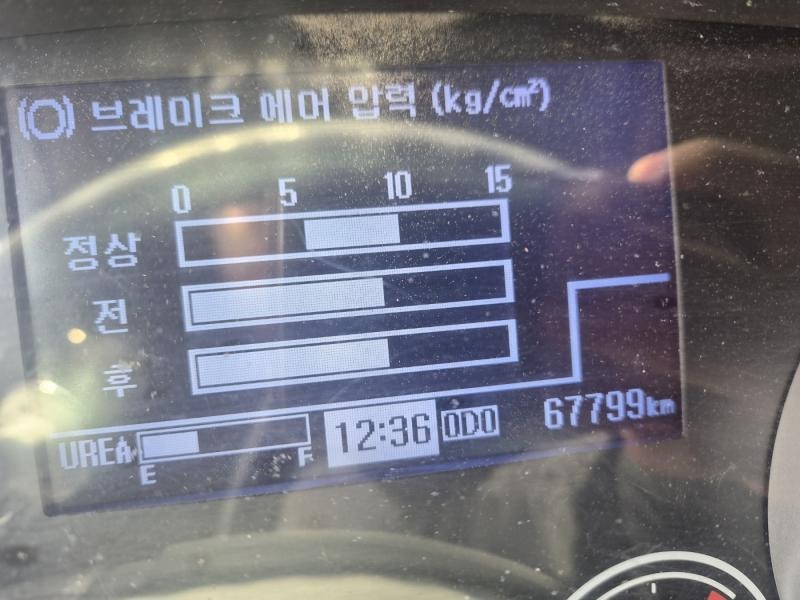 브레이크 에어 압력 (kg/cm²)
0 5 10 15
정상
전
후
UREA E F 12:36 ODO 67799km